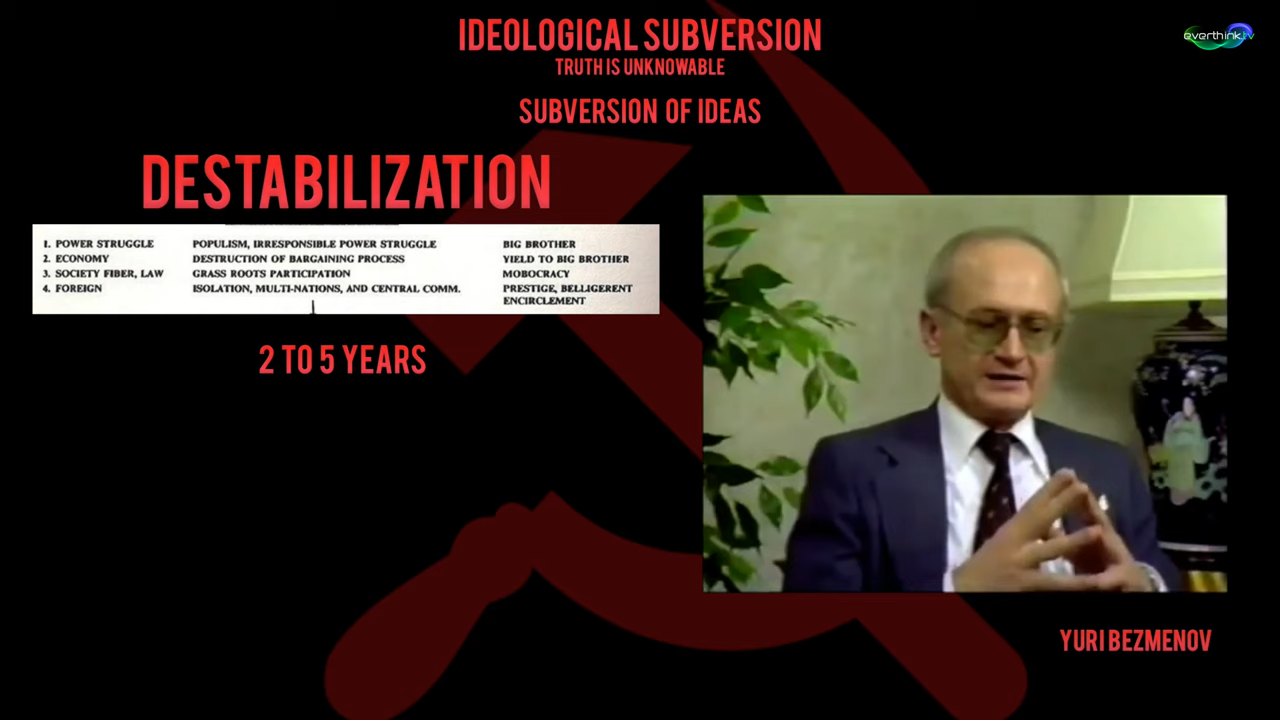 IDEOLOGICAL SUBVERSION
TRUTH IS UNKNOWABLE
SUBVERSION OF IDEAS
everthink.tv
DESTABILIZATION
1. POWER STRUGGLE POPULISM, IRRESPONSIBLE POWER STRUGGLE BIG BROTHER
2. ECONOMY DESTRUCTION OF BARGAINING PROCESS YIELD TO BIG BROTHER
3. SOCIETY FIBER, LAW GRASS ROOTS PARTICIPATION MOBOCRACY
4. FOREIGN ISOLATION, MULTI-NATIONS, AND CENTRAL COMM. PRESTIGE, BELLIGERENT
ENCIRCLEMENT
2 TO 5 YEARS
YURI BEZMENOV